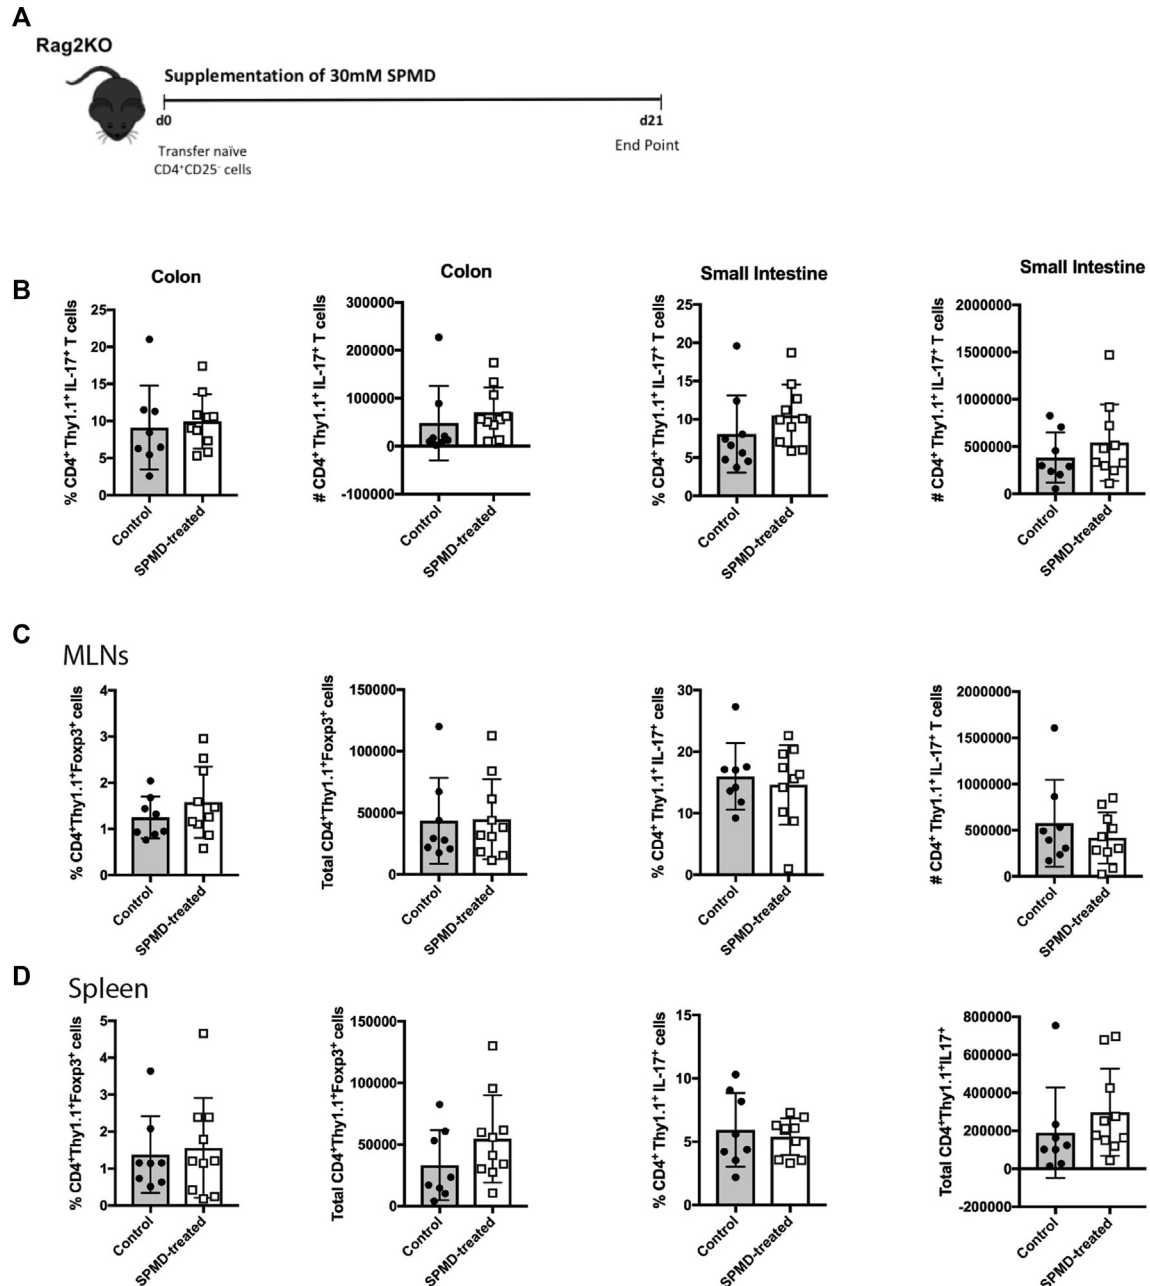 A
Rag2KO
Supplementation of 30mM SPMD
d0
d21
Transfer naïve
CD4⁺CD25⁻ cells
End Point
B
Colon
% CD4⁺Thy1.1⁺IL-17⁺ T cells
25
20
15
10
5
0
Control
SPMD-treated
Colon
# CD4⁺Thy1.1⁺IL-17⁺ T cells
300000
200000
100000
0
-100000
Control
SPMD-treated
Small Intestine
% CD4⁺Thy1.1⁺IL-17⁺ T cells
25
20
15
10
5
0
Control
SPMD-treated
Small Intestine
# CD4⁺Thy1.1⁺IL-17⁺ T cells
2000000
1500000
1000000
500000
0
Control
SPMD-treated
C
MLNs
% CD4⁺Thy1.1⁺Foxp3⁺ cells
4
3
2
1
0
Control
SPMD-treated
Total CD4⁺Thy1.1⁺Foxp3⁺ cells
150000
100000
50000
0
Control
SPMD-treated
% CD4⁺Thy1.1⁺IL-17⁺ cells
30
20
10
0
Control
SPMD-treated
# CD4⁺Thy1.1⁺IL-17⁺ T cells
2000000
1500000
1000000
500000
0
Control
SPMD-treated
D
Spleen
% CD4⁺Thy1.1⁺Foxp3⁺ cells
5
4
3
2
1
0
Control
SPMD-treated
Total CD4⁺Thy1.1⁺Foxp3⁺ cells
150000
100000
50000
0
Control
SPMD-treated
% CD4⁺Thy1.1⁺IL-17⁺ cells
15
10
5
0
Control
SPMD-treated
Total CD4⁺Thy1.1⁺IL17⁺
800000
600000
400000
200000
0
-200000
Control
SPMD-treated